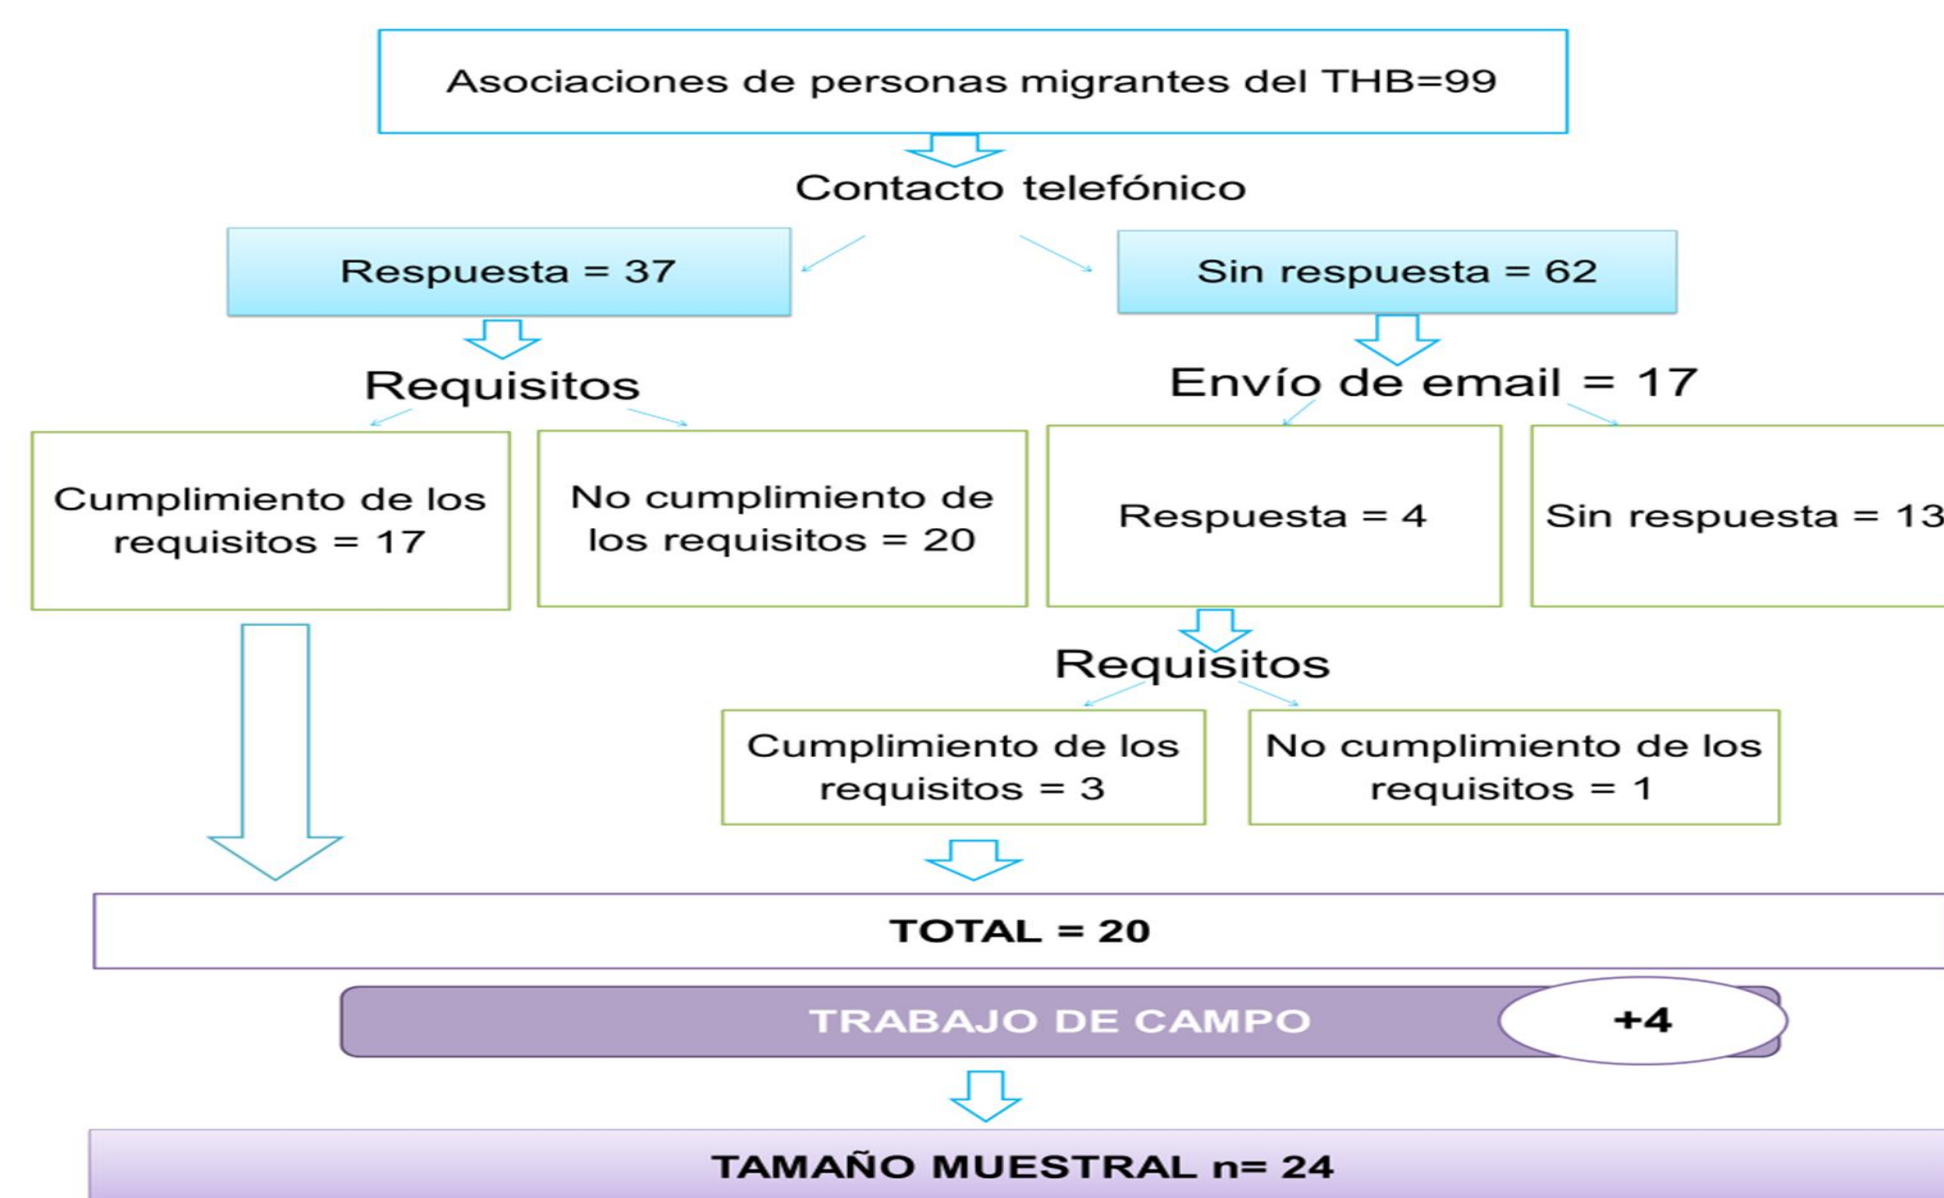 Asociaciones de personas migrantes del THB=99
Contacto telefónico
Respuesta = 37
Sin respuesta = 62
Requisitos
Envío de email = 17
Cumplimiento de los
requisitos = 17
No cumplimiento de
los requisitos = 20
Respuesta = 4
Sin respuesta = 13
Requisitos
Cumplimiento de los
requisitos = 3
No cumplimiento de los
requisitos = 1
TOTAL = 20
TRABAJO DE CAMPO
+4
TAMAÑO MUESTRAL n= 24